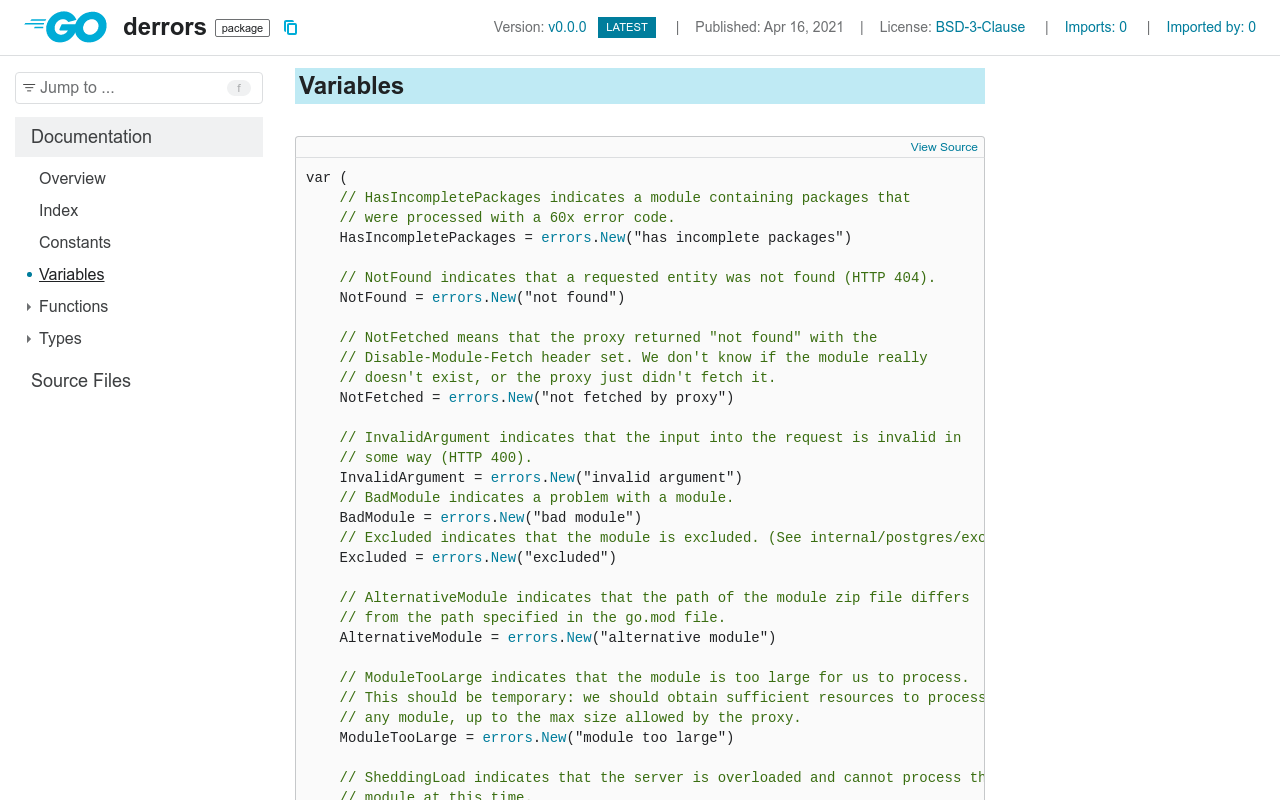 GO derrors package Version: v0.0.0 LATEST | Published: Apr 16, 2021 | License: BSD-3-Clause | Imports: 0 | Imported by: 0
Jump to ... f
Documentation
Overview
Index
Constants
Variables
Functions
Types
Source Files
Variables
View Source
var (
// HasIncompletePackages indicates a module containing packages that
// were processed with a 60x error code.
HasIncompletePackages = errors.New("has incomplete packages")
// NotFound indicates that a requested entity was not found (HTTP 404).
NotFound = errors.New("not found")
// NotFetched means that the proxy returned "not found" with the
// Disable-Module-Fetch header set. We don't know if the module really
// doesn't exist, or the proxy just didn't fetch it.
NotFetched = errors.New("not fetched by proxy")
// InvalidArgument indicates that the input into the request is invalid in
// some way (HTTP 400).
InvalidArgument = errors.New("invalid argument")
// BadModule indicates a problem with a module.
BadModule = errors.New("bad module")
// Excluded indicates that the module is excluded. (See internal/postgres/exc
Excluded = errors.New("excluded")
// AlternativeModule indicates that the path of the module zip file differs
// from the path specified in the go.mod file.
AlternativeModule = errors.New("alternative module")
// ModuleTooLarge indicates that the module is too large for us to process.
// This should be temporary: we should obtain sufficient resources to process
// any module, up to the max size allowed by the proxy.
ModuleTooLarge = errors.New("module too large")
// SheddingLoad indicates that the server is overloaded and cannot process th
// module at this time.